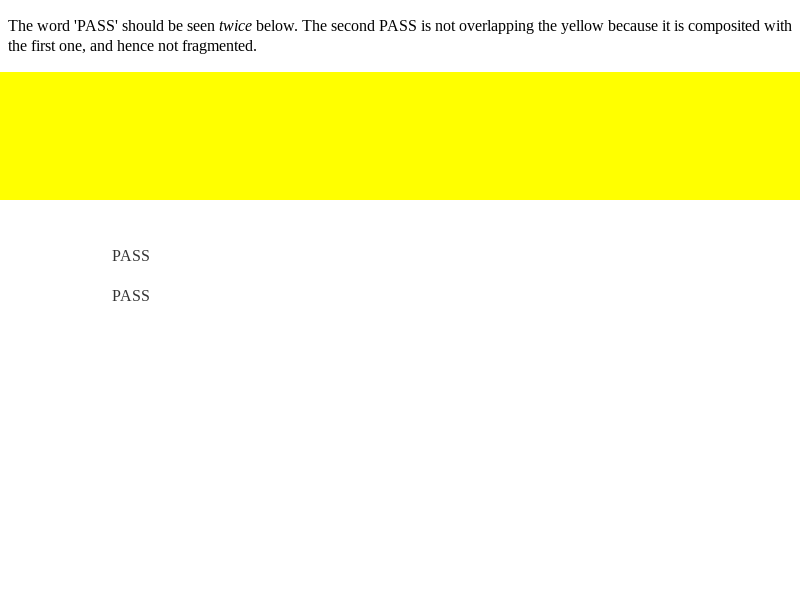 The word 'PASS' should be seen twice below. The second PASS is not overlapping the yellow because it is composited with
the first one, and hence not fragmented.
PASS
PASS